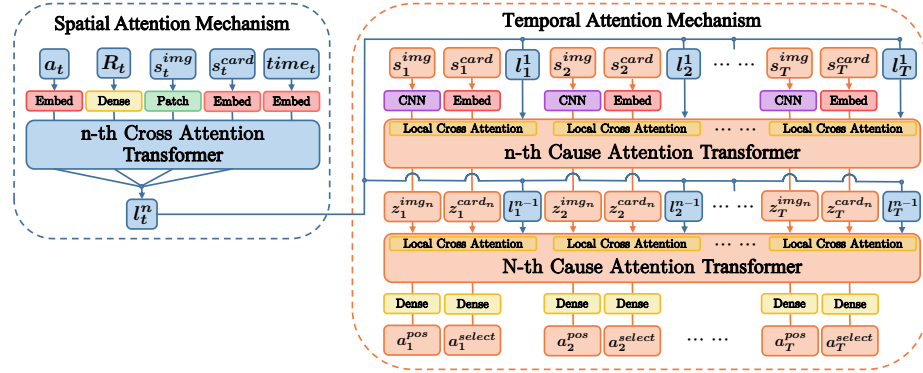 Spatial Attention Mechanism
a_t R_t s_t^{img} s_t^{card} time_t
Embed Dense Patch Embed Embed
n-th Cross Attention
Transformer
l_t^n
Temporal Attention Mechanism
s_1^{img} s_1^{card} l_1^1 s_2^{img} s_2^{card} l_2^1 ... ... s_T^{img} s_T^{card} l_T^1
CNN Embed CNN Embed CNN Embed
Local Cross Attention Local Cross Attention ... ... Local Cross Attention
n-th Cause Attention Transformer
z_1^{img_n} z_1^{card_n} l_1^{n-1} z_2^{img_n} z_2^{card_n} l_2^{n-1} ... ... z_T^{img_n} z_T^{card_n} l_T^{n-1}
Local Cross Attention Local Cross Attention ... ... Local Cross Attention
N-th Cause Attention Transformer
Dense Dense Dense Dense Dense Dense
a_1^{pos} a_1^{select} a_2^{pos} a_2^{select} ... ... a_T^{pos} a_T^{select}